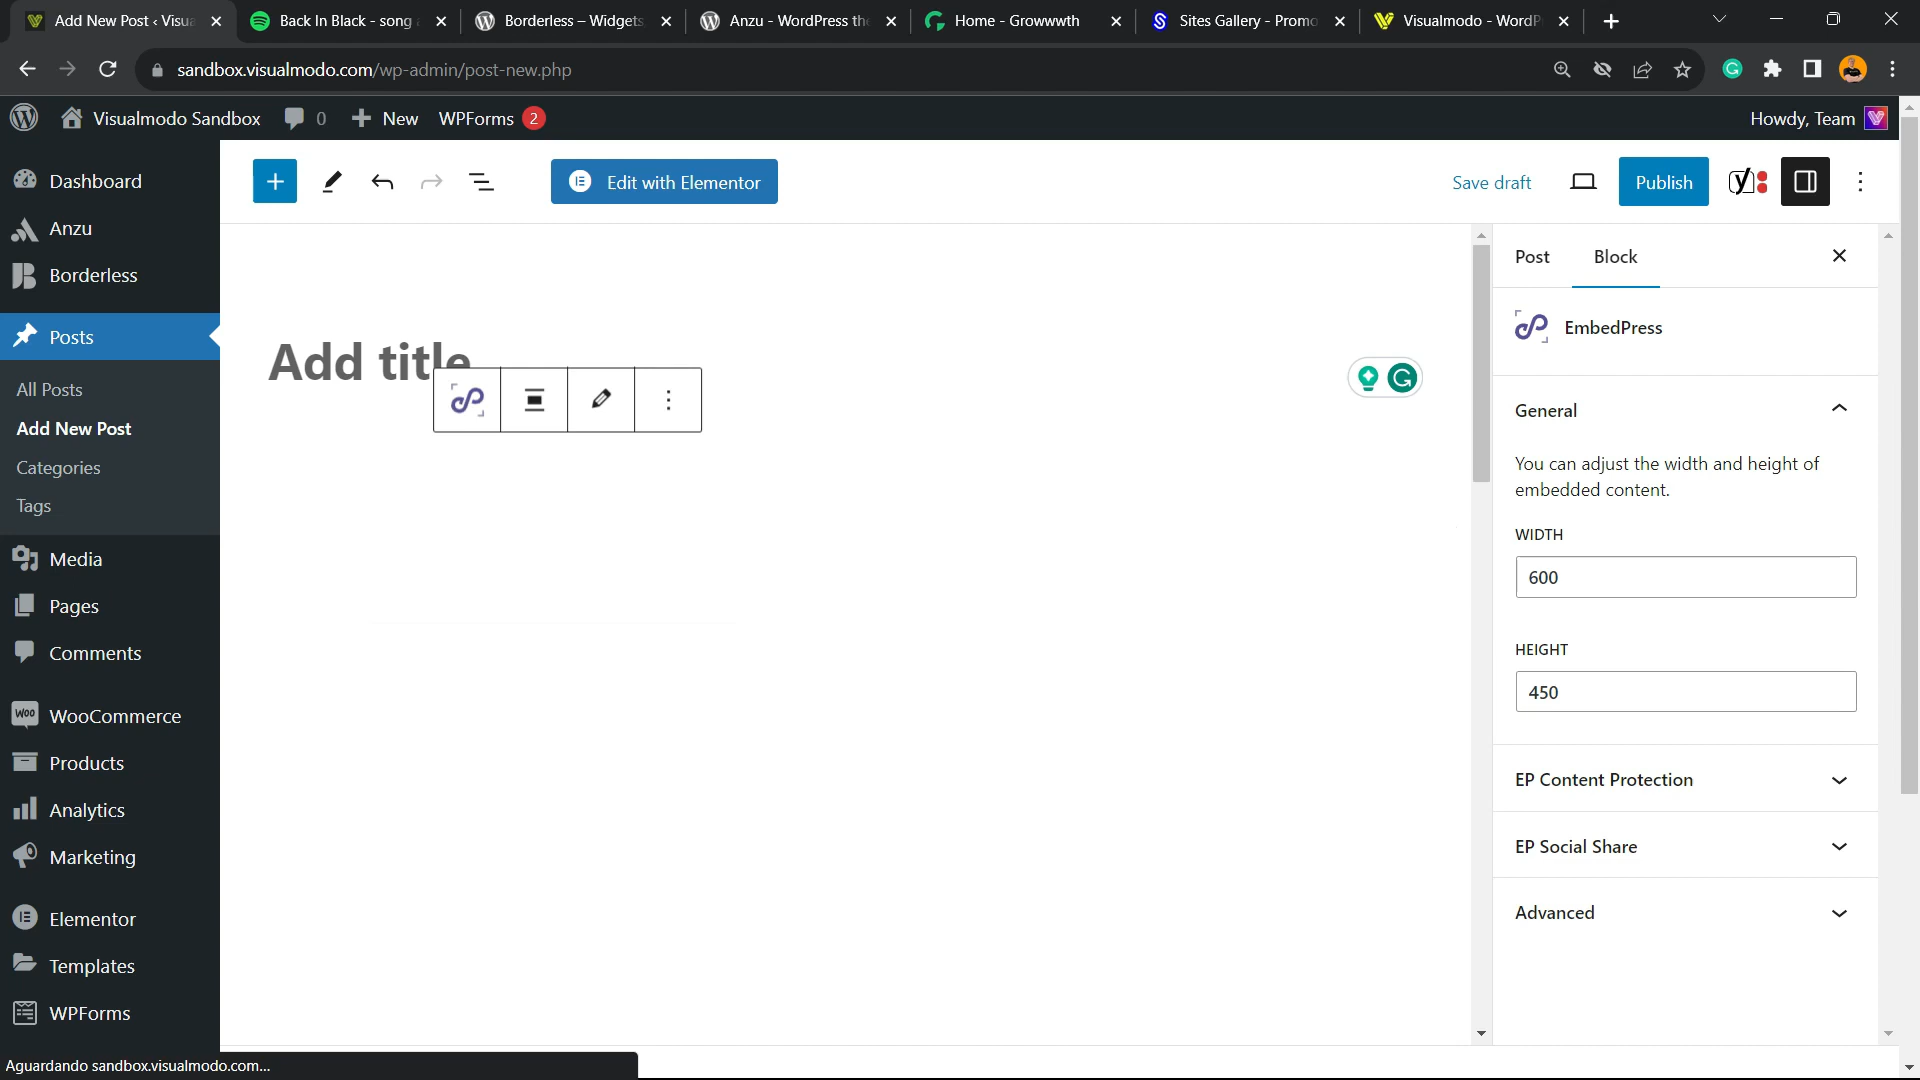 Add New Post ‹ Visua
Back In Black - song
Borderless – Widgets
Anzu - WordPress the
Home - Growwwth
Sites Gallery - Promo
Visualmodo - WordP
sandbox.visualmodo.com/wp-admin/post-new.php
Visualmodo Sandbox
0
New
WPForms 2
Howdy, Team
Dashboard
Anzu
Borderless
Posts
All Posts
Add New Post
Categories
Tags
Media
Pages
Comments
WooCommerce
Products
Analytics
Marketing
Elementor
Templates
WPForms
Aguardando sandbox.visualmodo.com...
Edit with Elementor
Save draft
Publish
Add title
Post
Block
EmbedPress
General
You can adjust the width and height of
embedded content.
WIDTH
600
HEIGHT
450
EP Content Protection
EP Social Share
Advanced